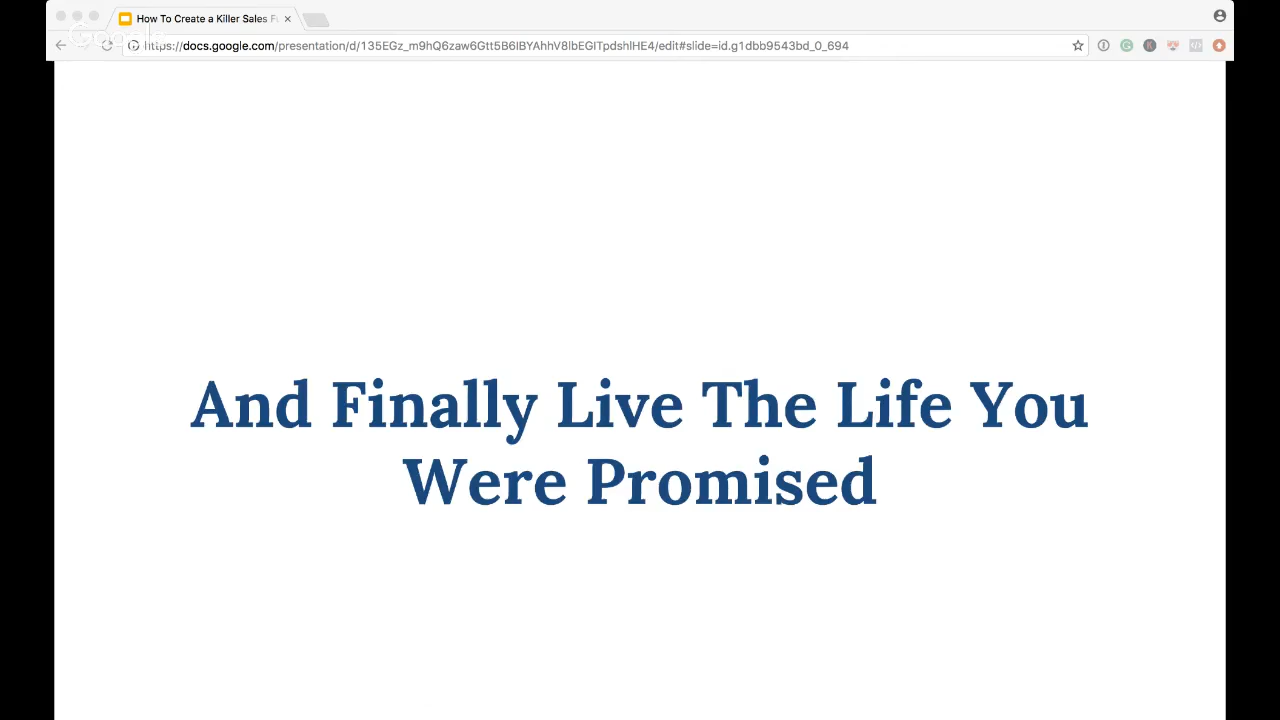 How To Create a Killer Sales F
Google
https://docs.google.com/presentation/d/135EGz_m9hQ6zaw6Gtt5B6lBYAhhV8lbEGlTpdshlHE4/edit#slide=id.g1dbb9543bd_0_694
And Finally Live The Life You
Were Promised